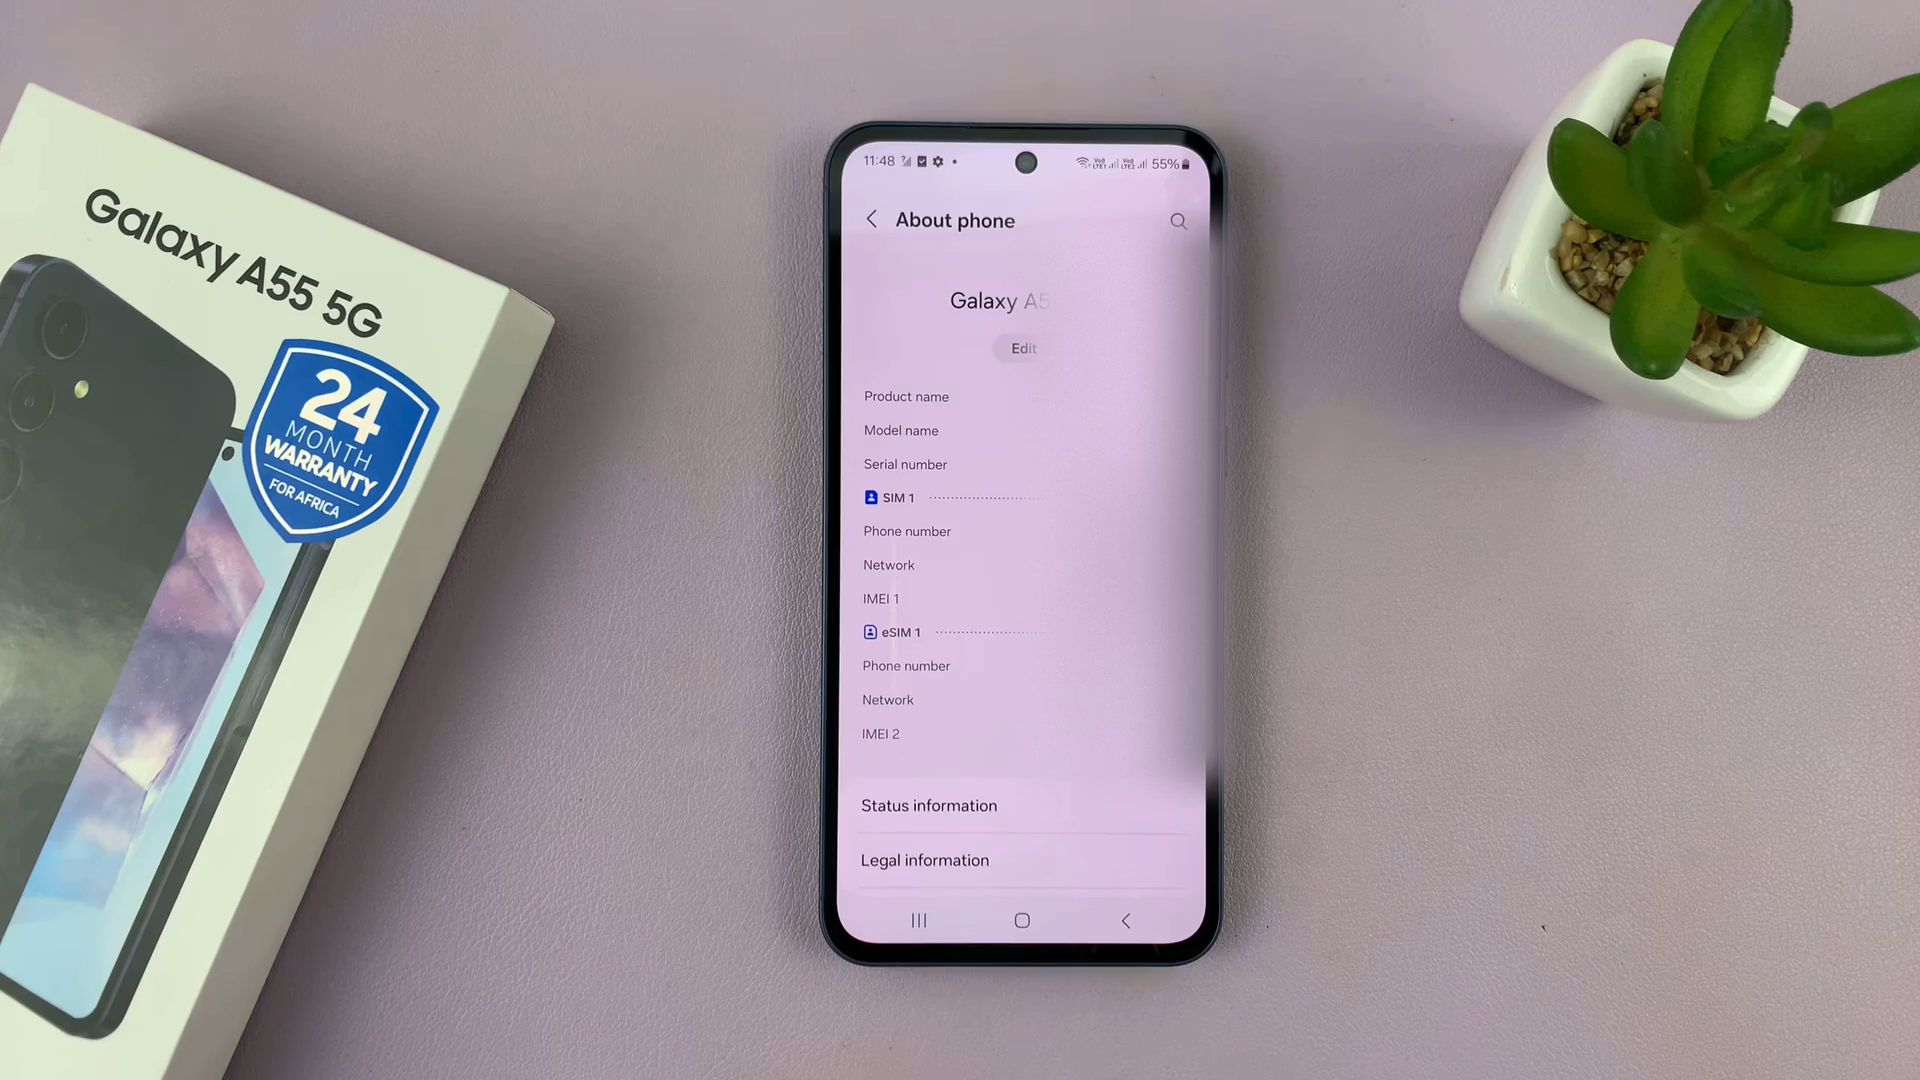 Galaxy A55 5G
24
MONTH
WARRANTY
FOR AFRICA
11:48
55%
About phone
Galaxy A5
Edit
Product name
Model name
Serial number
SIM 1
Phone number
Network
IMEI 1
eSIM 1
Phone number
Network
IMEI 2
Status information
Legal information